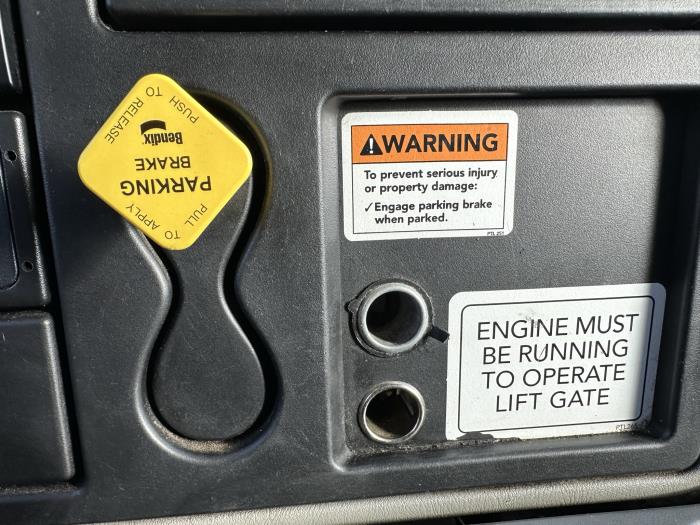 PUSH TO RELEASE
Bendix
PARKING
BRAKE
PULL TO APPLY
WARNING
To prevent serious injury
or property damage:
✓Engage parking brake
when parked.
ENGINE MUST
BE RUNNING
TO OPERATE
LIFT GATE